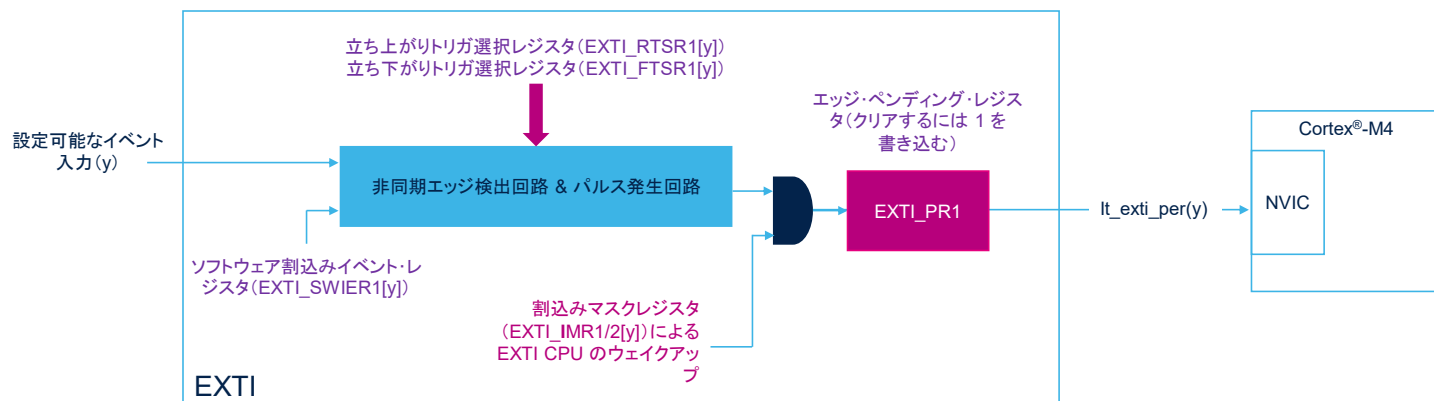 立ち上がりトリガ選択レジスタ(EXTI_RTSR1[y])
立ち下がりトリガ選択レジスタ(EXTI_FTSR1[y])
エッジ・ペンディング・レジス
タ(クリアするには 1 を
書き込む)
設定可能なイベント
入力(y)
非同期エッジ検出回路 & パルス発生回路
EXTI_PR1
It_exti_per(y)
Cortex®-M4
NVIC
ソフトウェア割込みイベント・レ
ジスタ(EXTI_SWIER1[y])
割込みマスクレジスタ
(EXTI_IMR1/2[y])による
EXTI CPU のウェイクアッ
プ
EXTI